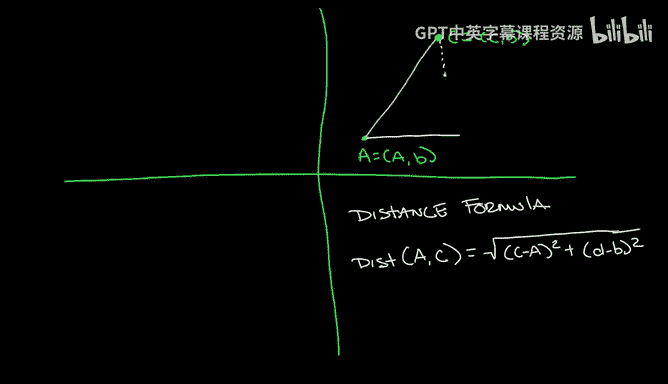 GPT中英字幕课程资源 bilibili
A=(A,b)
DISTANCE FORMULA
Dist(A,C)=√(C-A)²+(d-b)²